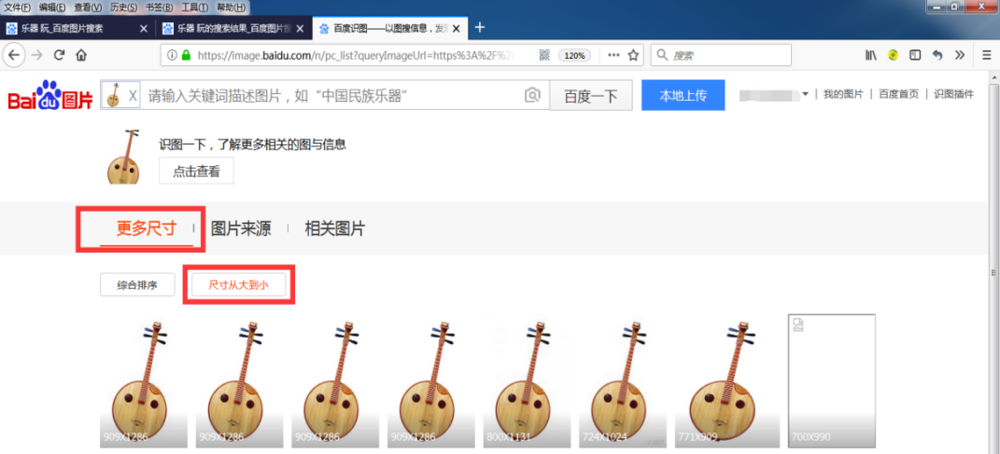 文件(F) 编辑(E) 查看(V) 历史(S) 书签(B) 工具(T) 帮助(H)
乐器 阮_百度图片搜索 X 乐器 阮的搜索结果_百度图片搜 X 百度识图——以图搜信息，发现 X +
https://image.baidu.com/n/pc_list?queryImageUrl=https%3A%2F%2F 120% 搜索
Bai du 图片 X 请输入关键词描述图片，如“中国民族乐器” 百度一下 本地上传 我的图片 | 百度首页 | 识图插件
识图一下，了解更多相关的图与信息
点击查看
更多尺寸 图片来源 相关图片
综合排序 尺寸从大到小
909X1286 909X1286 909X1286 909X1286 800X1131 724X1024 771X909 700X990